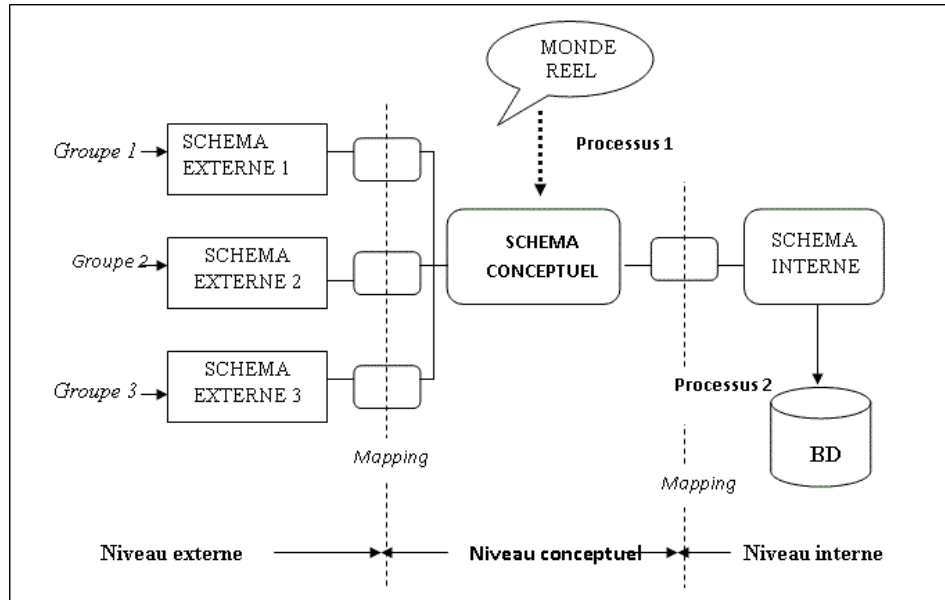 MONDE
REEL
Processus 1
Groupe 1
SCHEMA
EXTERNE 1
Groupe 2
SCHEMA
EXTERNE 2
SCHEMA
CONCEPTUEL
SCHEMA
INTERNE
Groupe 3
SCHEMA
EXTERNE 3
Processus 2
BD
Mapping
Mapping
Niveau externe
Niveau conceptuel
Niveau interne